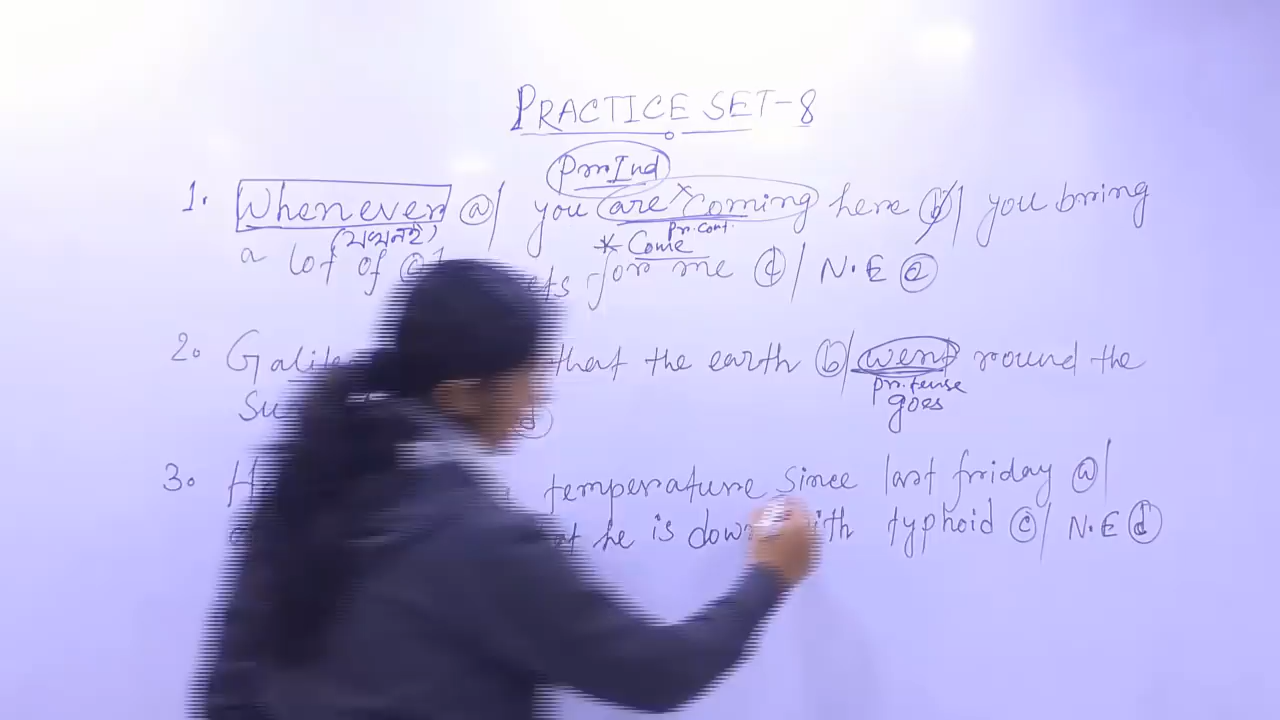 PRACTICE SET-8
Prn. Ind
1. Whenever (a)/ you are coming here (b)/ you bring
(যখনই)
* Come
Pr. cont.
a lot of for me (d)/ N.E (e)
2. that the earth (b)/ went round the
Pr. tense
goes
3. temperature since last friday (a)/
he is down with typhoid (c)/ N.E (d)